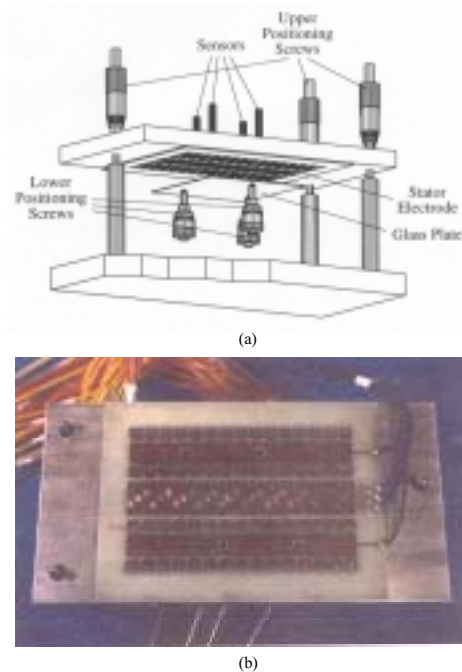 Upper
Positioning
Screws
Sensors
Lower
Positioning
Screws
Stator
Electrode
Glass Plate
(a)
(b)